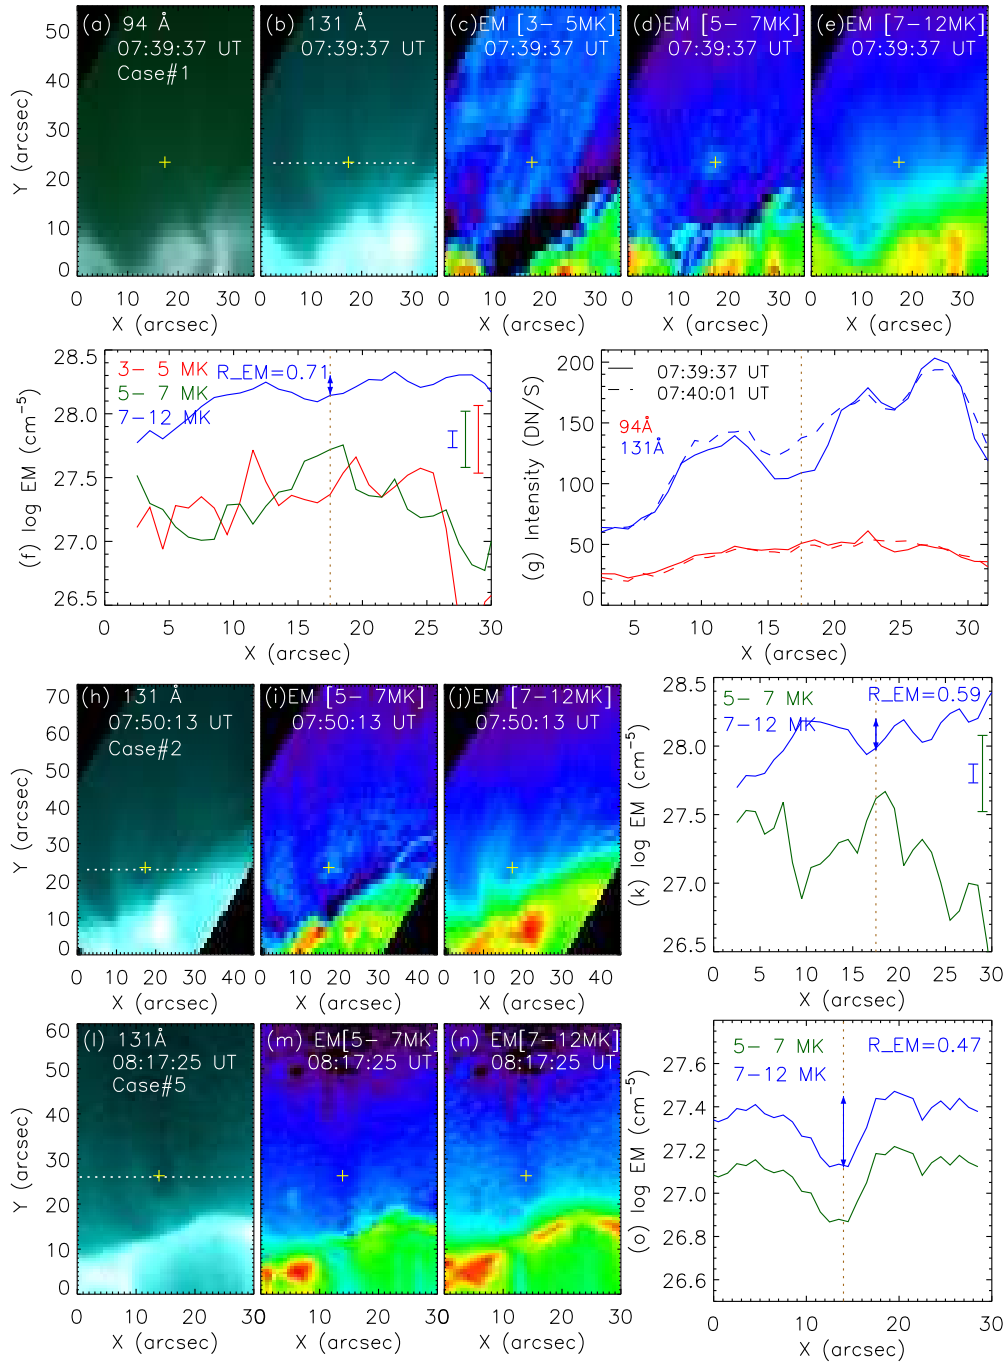 (a) 94 Å
07:39:37 UT
Case#1
(b) 131 Å
07:39:37 UT
(c)EM [3- 5MK]
07:39:37 UT
(d)EM [5- 7MK]
07:39:37 UT
(e)EM [7-12MK]
07:39:37 UT
Y (arcsec)
50
40
30
20
10
0
0 10 20 30
0 10 20 30
0 10 20 30
0 10 20 30
0 10 20 30
X (arcsec)
X (arcsec)
X (arcsec)
X (arcsec)
X (arcsec)
3- 5 MK
5- 7 MK
7-12 MK
R_EM=0.71
(f) log EM (cm⁻⁵)
28.5
28.0
27.5
27.0
26.5
0 5 10 15 20 25 30
X (arcsec)
07:39:37 UT
07:40:01 UT
94Å
131Å
(g) Intensity (DN/S)
200
150
100
50
0
5 10 15 20 25 30
X (arcsec)
(h) 131 Å
07:50:13 UT
Case#2
(i)EM [5- 7MK]
07:50:13 UT
(j)EM [7-12MK]
07:50:13 UT
Y (arcsec)
70
60
50
40
30
20
10
0
0 10 20 30 40
0 10 20 30 40
0 10 20 30 40
X (arcsec)
X (arcsec)
X (arcsec)
5- 7 MK
7-12 MK
R_EM=0.59
(k) log EM (cm⁻⁵)
28.5
28.0
27.5
27.0
26.5
0 5 10 15 20 25 30
X (arcsec)
(l) 131Å
08:17:25 UT
Case#5
(m) EM[5- 7MK]
08:17:25 UT
(n) EM[7-12MK]
08:17:25 UT
Y (arcsec)
60
50
40
30
20
10
0
0 10 20 30
0 10 20 30
0 10 20 30
X (arcsec)
X (arcsec)
X (arcsec)
5- 7 MK
7-12 MK
R_EM=0.47
(o) log EM (cm⁻⁵)
27.6
27.4
27.2
27.0
26.8
26.6
0 10 20 30
X (arcsec)